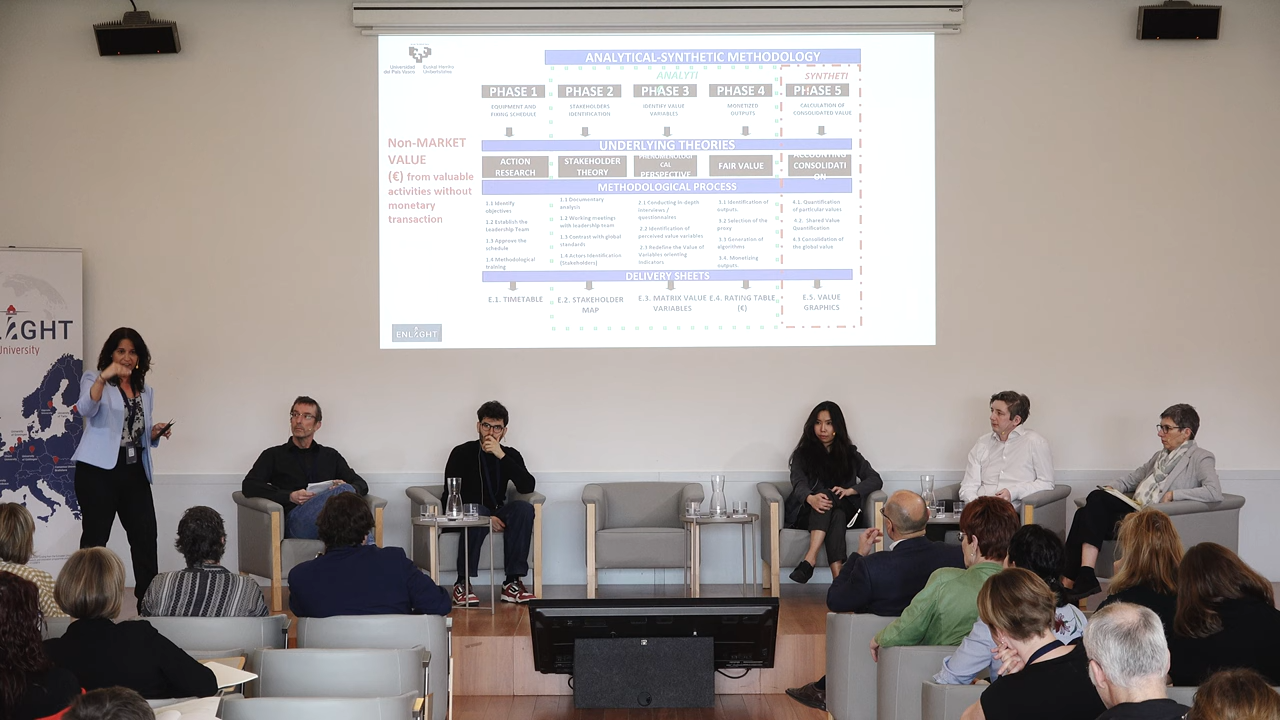 Universidad
del País Vasco
Euskal Herriko
Unibertsitatea
ANALYTICAL-SYNTHETIC METHODOLOGY
ANALYTI
SYNTHETI
PHASE 1
PHASE 2
PHASE 3
PHASE 4
PHASE 5
EQUIPMENT AND
FIXING SCHEDULE
STAKEHOLDERS
IDENTIFICATION
IDENTIFY VALUE
VARIABLES
MONETIZED
OUTPUTS
CALCULATION OF
CONSOLIDATED VALUE
Non-MARKET
VALUE
(€) from valuable
activities without
monetary
transaction
UNDERLYING THEORIES
ACTION
RESEARCH
STAKEHOLDER
THEORY
PHENOMENOLOGI
CAL
PERSPECTIVE
FAIR VALUE
ACCOUNTING
CONSOLIDATI
ON
METHODOLOGICAL PROCESS
1.1 Identify
objectives
1.2 Establish the
Leadership Team
1.3 Approve the
schedule
1.4 Methodological
training
1.1 Documentary
analysis
1.2 Working meetings
with leadership team
1.3 Contrast with global
standards
1.4 Actors Identification
(Stakeholders)
2.1 Conducting in-depth
interviews /
questionnaires
2.2 Identification of
perceived value variables
2.3 Redefine the Value of
Variables orienting
indicators
3.1 Identification of
outputs.
3.2 Selection of the
proxy
3.3 Generation of
algorithms
3.4. Monetising
outputs
4.1. Quantification
of particular values
4.2. Shared Value
Quantification
4.3 Consolidation of
the global value
DELIVERY SHEETS
E.1. TIMETABLE
E.2. STAKEHOLDER
MAP
E.3. MATRIX VALUE
VARIABLES
E.4. RATING TABLE
(€)
E.5. VALUE
GRAPHICS
ENLIGHT
LIGHT
University